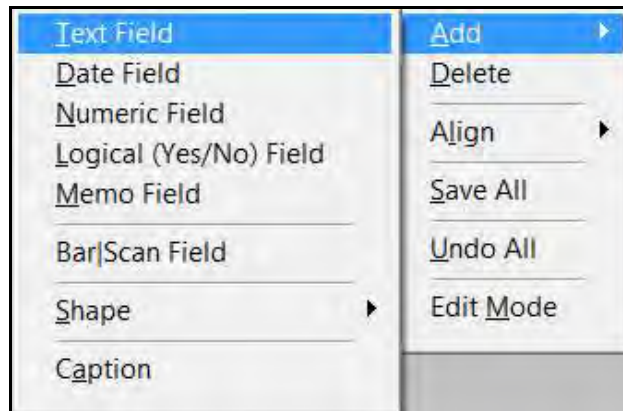 Text Field
Date Field
Numeric Field
Logical (Yes/No) Field
Memo Field
Bar|Scan Field
Shape
Caption
Add
Delete
Align
Save All
Undo All
Edit Mode